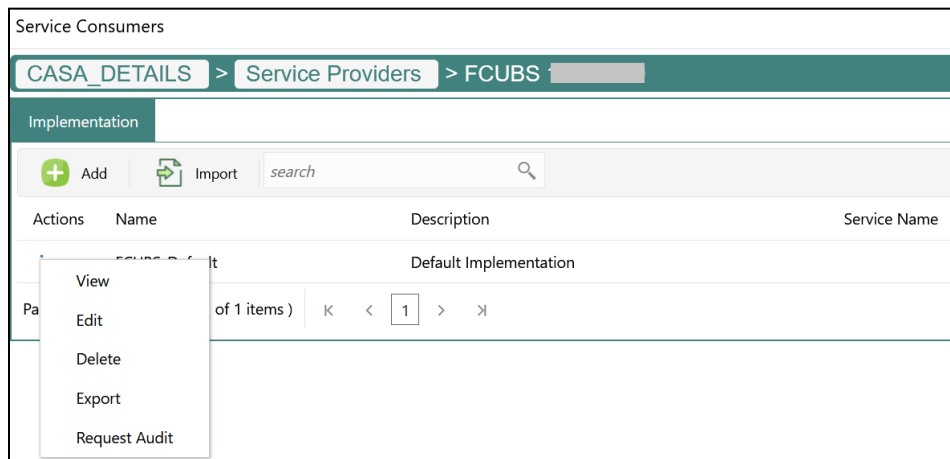 Service Consumers
CASA_DETAILS > Service Providers > FCUBS
Implementation
Add Import search
Actions Name Description Service Name
Default Implementation
View
of 1 items ) K < 1 > >|
Edit
Delete
Export
Request Audit